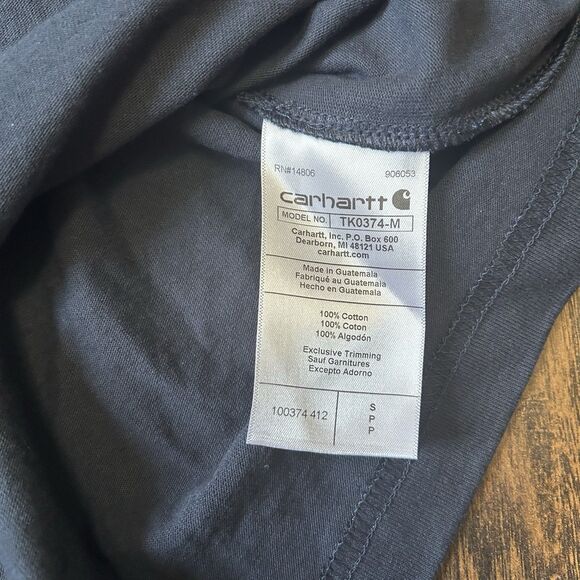 RN#14806 906053
carhartt
MODEL NO. TK0374-M
Carhartt, Inc. P.O. Box 600
Dearborn, MI 48121 USA
carhartt.com
Made in Guatemala
Fabriqué au Guatemala
Hecho en Guatemala
100% Cotton
100% Coton
100% Algodón
Exclusive Trimming
Sauf Garnitures
Excepto Adorno
100374 412
S
P
P